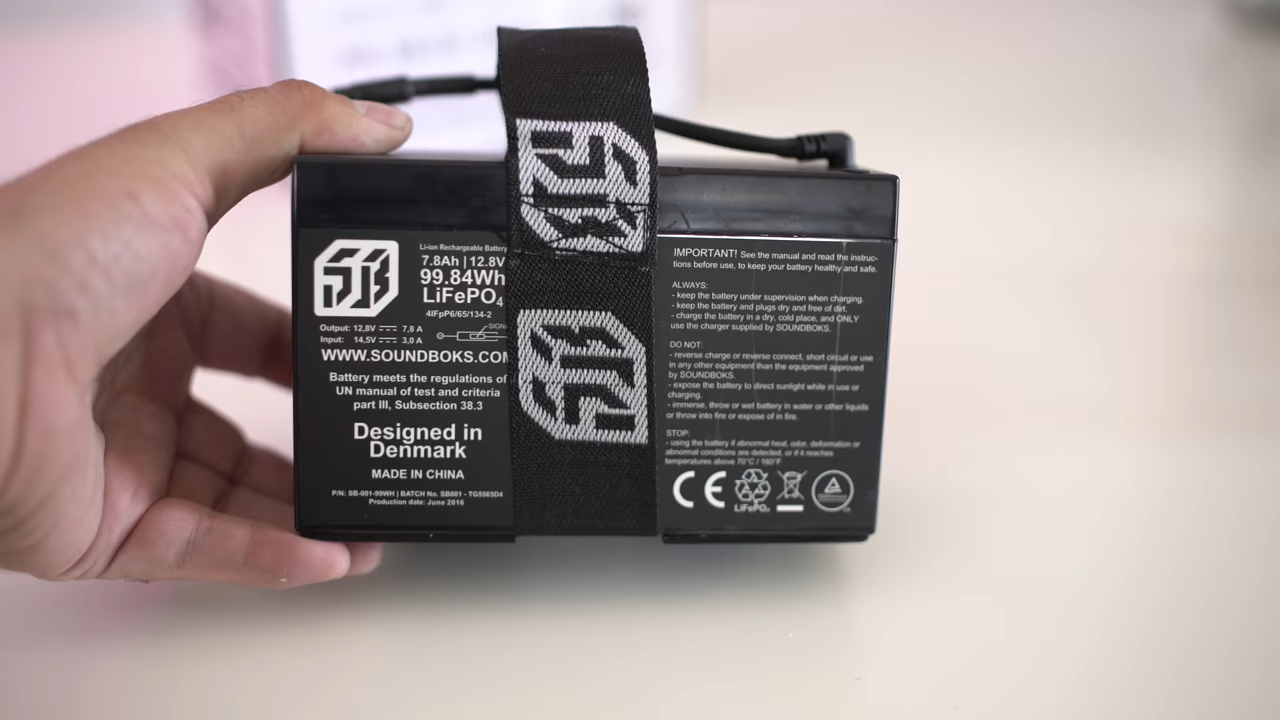 Li-ion Rechargeable Battery
7.8Ah | 12.8V
99.84Wh
LiFePO4
4IFpP6/65/134-2
Output: 12,8V 7,8 A
Input: 14,5V 3,0 A
SIGN
WWW.SOUNDBOKS.COM
Battery meets the regulations of
UN manual of test and criteria
part III, Subsection 38.3
Designed in
Denmark
MADE IN CHINA
P/N: SB-001-99WH | BATCH No. SB001 - TG5565D4
Production date: June 2016
IMPORTANT! See the manual and read the instruc-
tions before use, to keep your battery healthy and safe.
ALWAYS:
- keep the battery under supervision when charging.
- keep the battery and plugs dry and free of dirt.
- charge the battery in a dry, cold place, and ONLY
use the charger supplied by SOUNDBOKS.
DO NOT:
- reverse charge or reverse connect, short circuit or use
in any other equipment than the equipment approved
by SOUNDBOKS.
- expose the battery to direct sunlight while in use or
charging.
- immerse, throw or wet battery in water or other liquids
or throw into fire or expose of in fire.
STOP:
- using the battery if abnormal heat, odor, deformation or
abnormal conditions are detected, or if it reaches
temperatures above 70°C / 160°F
CE
LiFePO4